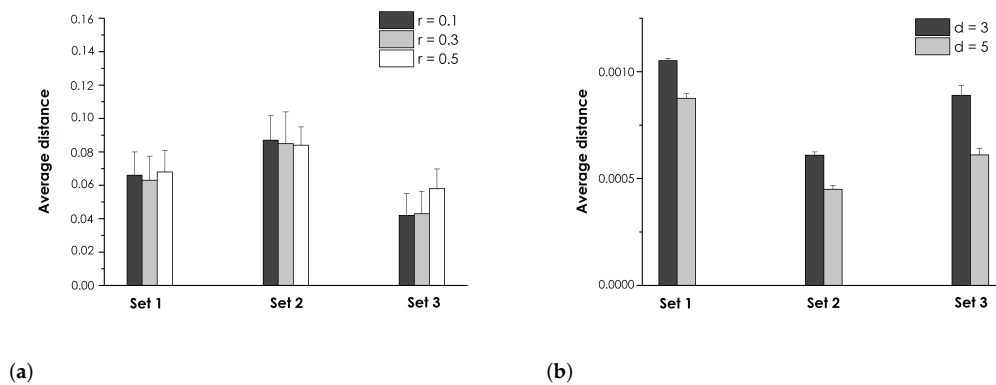 0.16
0.14
0.12
0.10
0.08
0.06
0.04
0.02
0.00
Average distance
r = 0.1
r = 0.3
r = 0.5
Set 1 Set 2 Set 3
(a)
0.0010
0.0005
0.0000
Average distance
d = 3
d = 5
Set 1 Set 2 Set 3
(b)